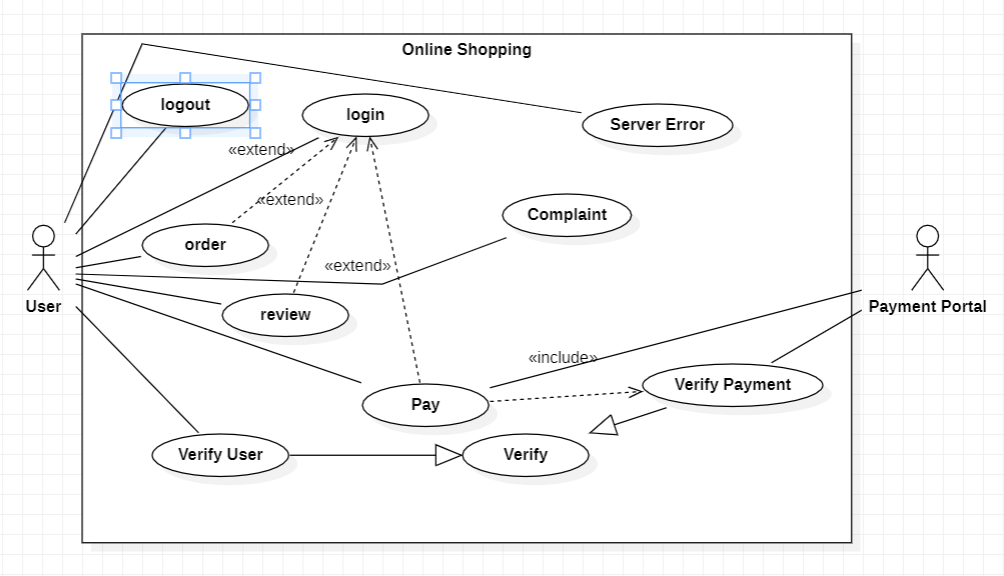 Online Shopping
logout
login
Server Error
«extend»
«extend»
Complaint
order
«extend»
User
review
Payment Portal
«include»
Verify Payment
Pay
Verify User
Verify